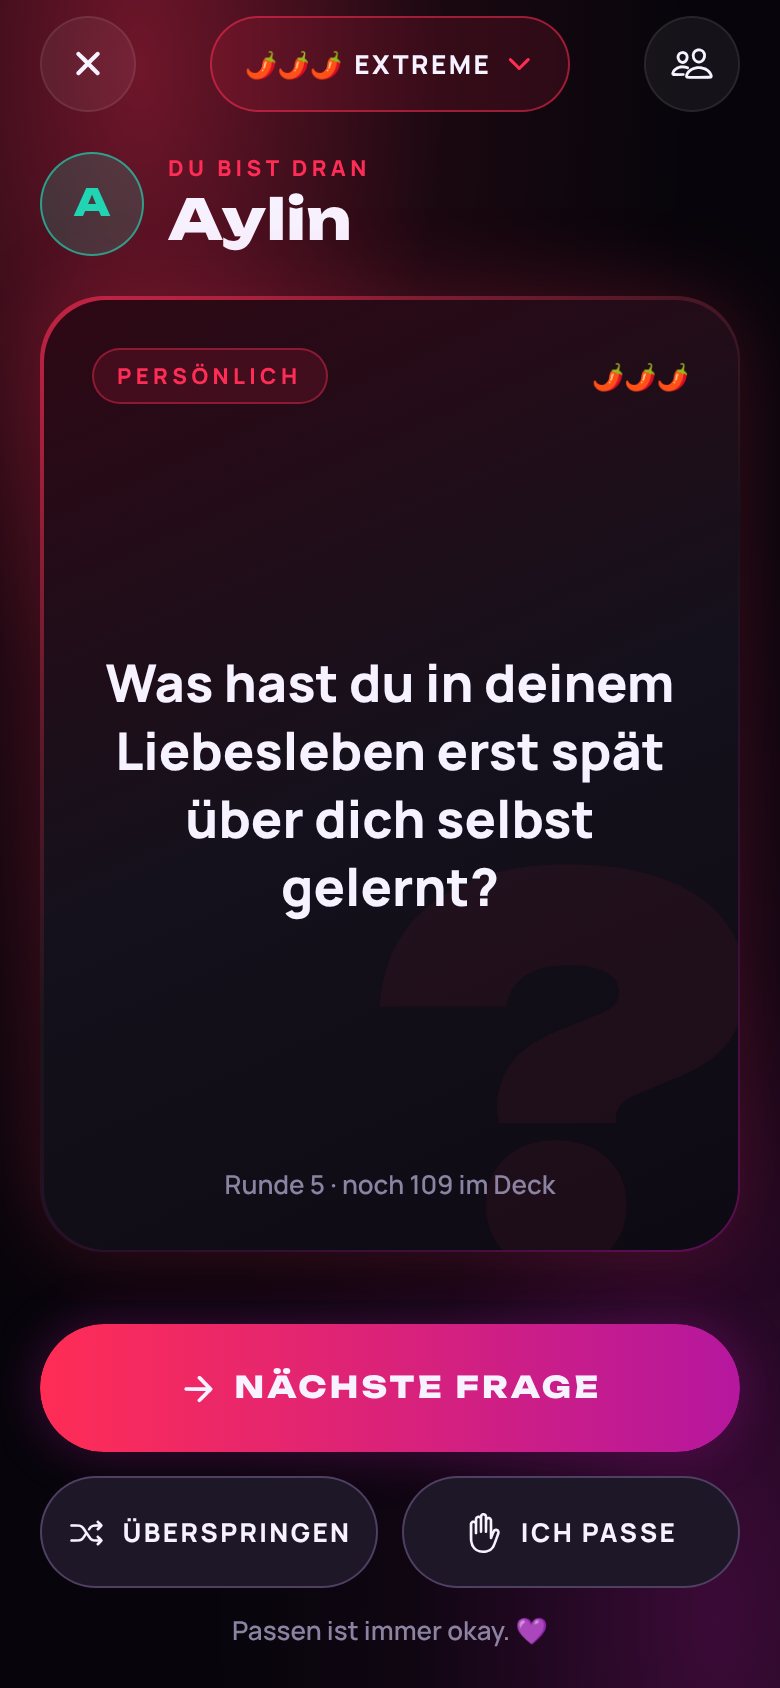 🌶️🌶️🌶️ EXTREME
DU BIST DRAN
A
Aylin
PERSÖNLICH
🌶️🌶️🌶️
Was hast du in deinem
Liebesleben erst spät
über dich selbst
gelernt?
?
Runde 5 · noch 109 im Deck
→ NÄCHSTE FRAGE
ÜBERSPRINGEN
ICH PASSE
Passen ist immer okay. 💜